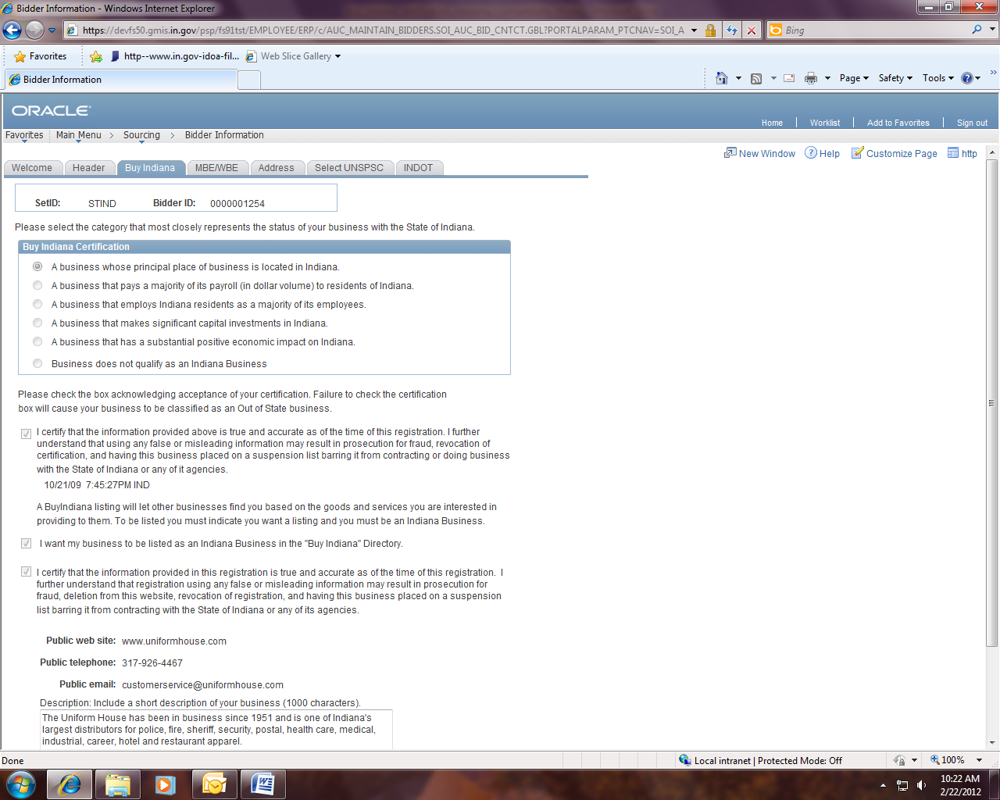 Bidder Information - Windows Internet Explorer
https://devfs50.gmis.in.gov/psp/fs91tst/EMPLOYEE/ERP/c/AUC_MAINTAIN_BIDDERS.SOI_AUC_BID_CNTCT.GBL?PORTALPARAM_PTCNAV=SOI_A
Bing
Favorites
http--www.in.gov-idoa-fil...
Web Slice Gallery
Bidder Information
Page
Safety
Tools
ORACLE
Home
Worklist
Add to Favorites
Sign out
Favorites
Main Menu
Sourcing
Bidder Information
New Window
Help
Customize Page
http
Welcome
Header
Buy Indiana
MBE/WBE
Address
Select UNSPSC
INDOT
SetID: STIND Bidder ID: 0000001254
Please select the category that most closely represents the status of your business with the State of Indiana.
Buy Indiana Certification
A business whose principal place of business is located in Indiana.
A business that pays a majority of its payroll (in dollar volume) to residents of Indiana.
A business that employs Indiana residents as a majority of its employees.
A business that makes significant capital investments in Indiana.
A business that has a substantial positive economic impact on Indiana.
Business does not qualify as an Indiana Business
Please check the box acknowledging acceptance of your certification. Failure to check the certification
box will cause your business to be classified as an Out of State business.
I certify that the information provided above is true and accurate as of the time of this registration. I further
understand that using any false or misleading information may result in prosecution for fraud, revocation of
certification, and having this business placed on a suspension list barring it from contracting or doing business
with the State of Indiana or any of it agencies.
10/21/09 7:45:27PM IND
A BuyIndiana listing will let other businesses find you based on the goods and services you are interested in
providing to them. To be listed you must indicate you want a listing and you must be an Indiana Business.
I want my business to be listed as an Indiana Business in the "Buy Indiana" Directory.
I certify that the information provided in this registration is true and accurate as of the time of this registration. I
further understand that registration using any false or misleading information may result in prosecution for
fraud, deletion from this website, revocation of registration, and having this business placed on a suspension
list barring it from contracting with the State of Indiana or any of its agencies.
Public web site: www.uniformhouse.com
Public telephone: 317-926-4467
Public email: customerservice@uniformhouse.com
Description: Include a short description of your business (1000 characters).
The Uniform House has been in business since 1951 and is one of Indiana's
largest distributors for police, fire, sheriff, security, postal, health care, medical,
industrial, career, hotel and restaurant apparel.
Done
Local intranet | Protected Mode: Off
100%
10:22 AM
2/22/2012